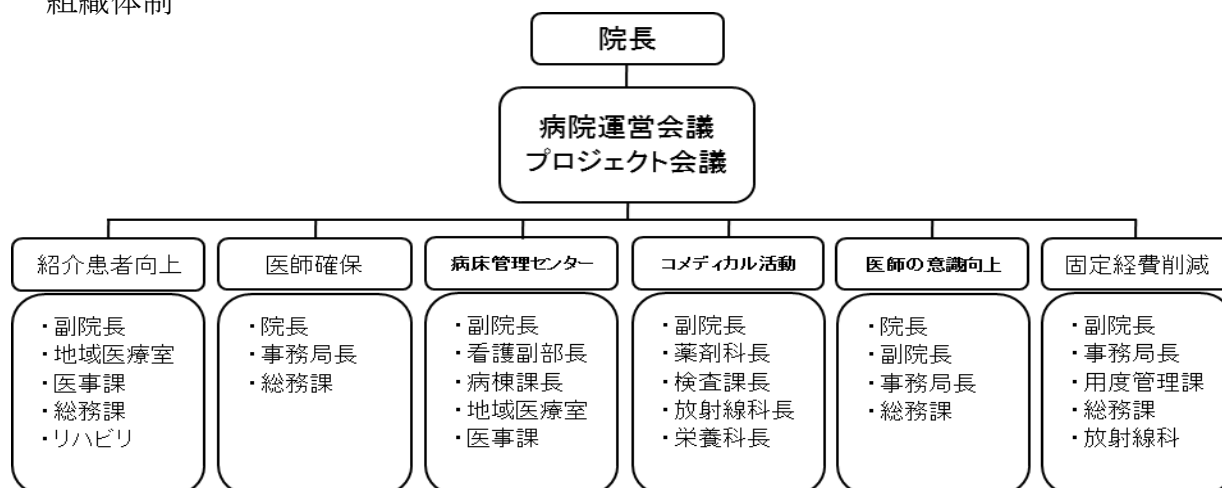 組織体制
院長
病院運営会議
プロジェクト会議
紹介患者向上
・副院長
・地域医療室
・医事課
・総務課
・リハビリ
医師確保
・院長
・事務局長
・総務課
病床管理センター
・副院長
・看護副部長
・病棟課長
・地域医療室
・医事課
コメディカル活動
・副院長
・薬剤科長
・検査課長
・放射線科長
・栄養科長
医師の意識向上
・院長
・副院長
・事務局長
・総務課
固定経費削減
・副院長
・事務局長
・用度管理課
・総務課
・放射線科